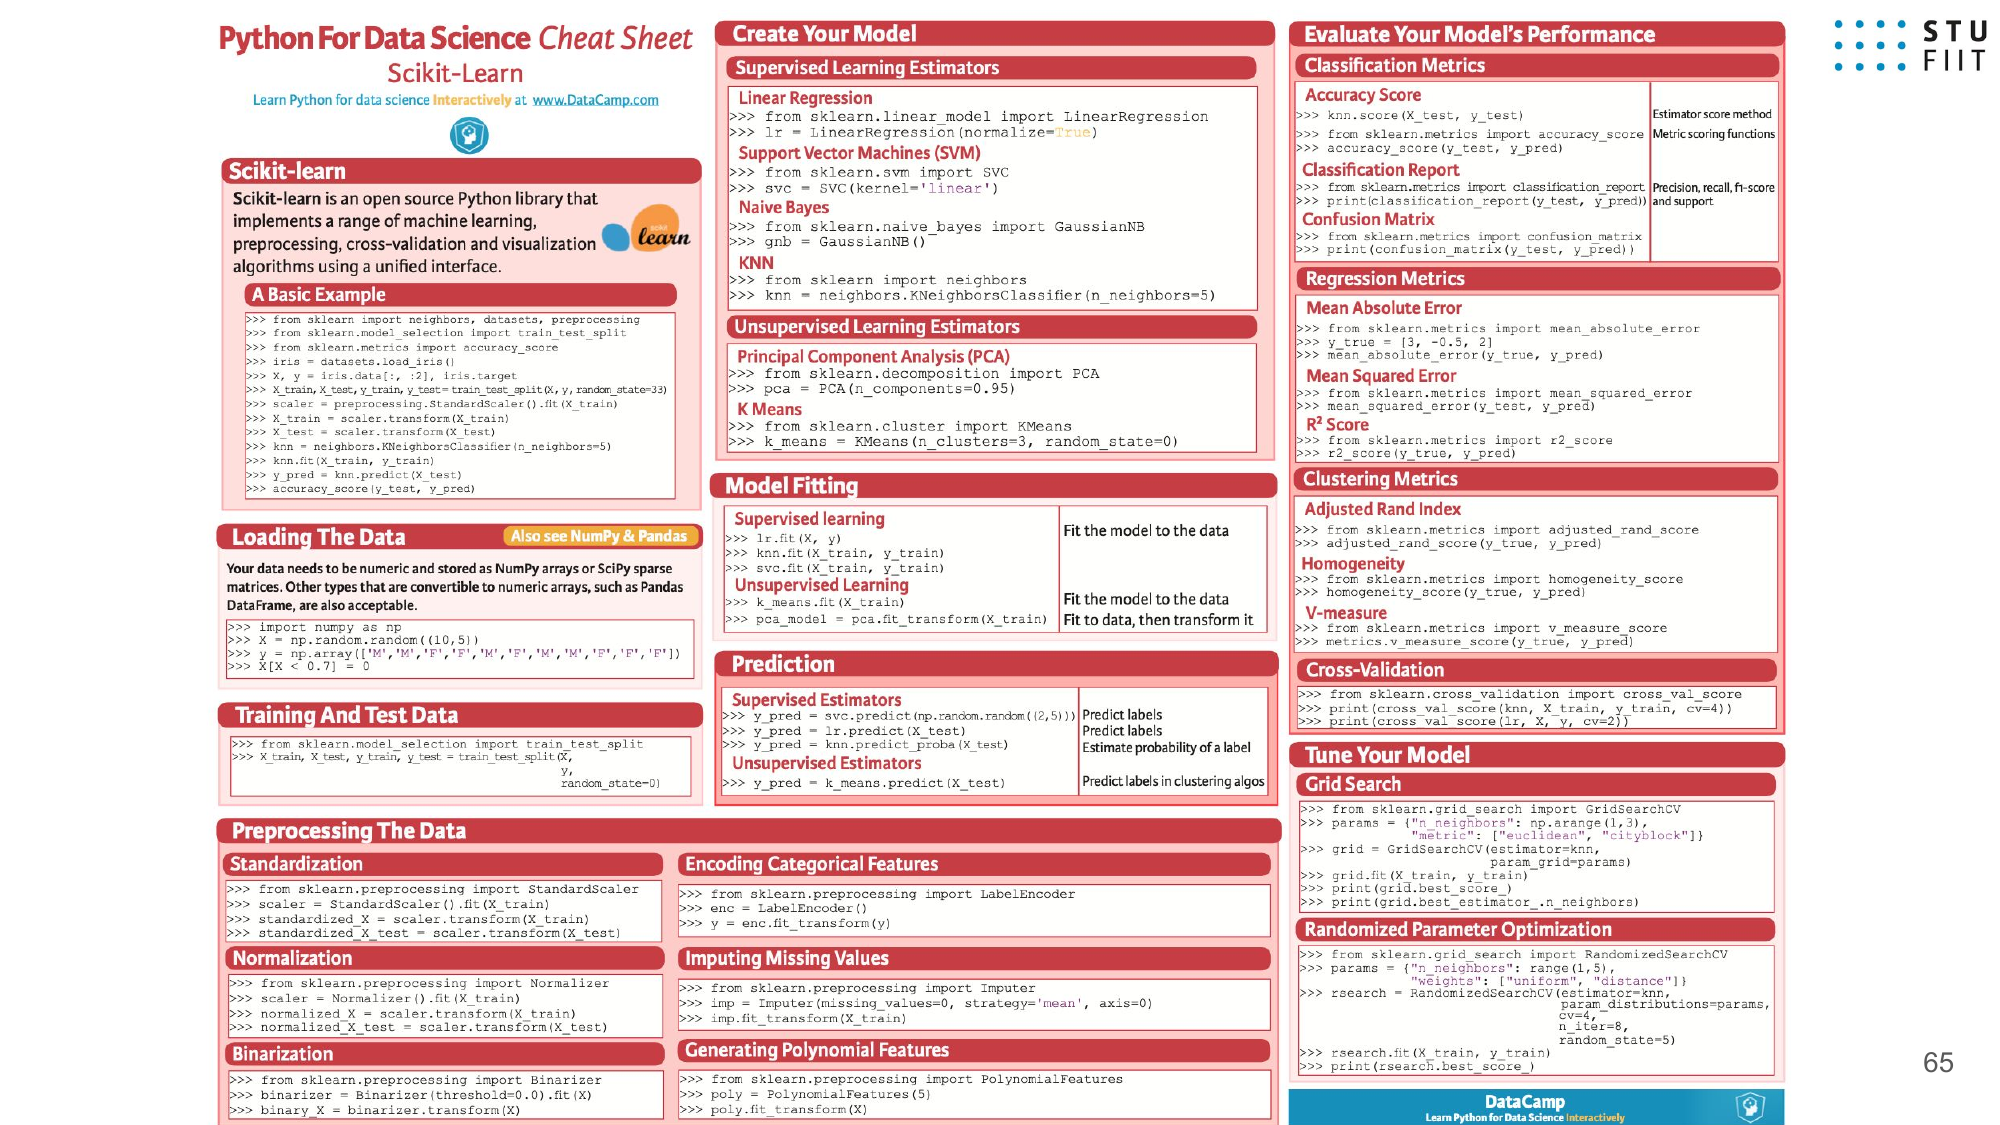 Python For Data Science Cheat Sheet
Scikit-Learn
Learn Python for data science Interactively at www.DataCamp.com
Scikit-learn
Scikit-learn is an open source Python library that
implements a range of machine learning,
preprocessing, cross-validation and visualization
algorithms using a unified interface.
scikit
learn
A Basic Example
>>> from sklearn import neighbors, datasets, preprocessing
>>> from sklearn.model_selection import train_test_split
>>> from sklearn.metrics import accuracy_score
>>> iris = datasets.load_iris()
>>> X, y = iris.data[:, :2], iris.target
>>> X_train, X_test, y_train, y_test = train_test_split(X, y, random_state=33)
>>> scaler = preprocessing.StandardScaler().fit(X_train)
>>> X_train = scaler.transform(X_train)
>>> X_test = scaler.transform(X_test)
>>> knn = neighbors.KNeighborsClassifier(n_neighbors=5)
>>> knn.fit(X_train, y_train)
>>> y_pred = knn.predict(X_test)
>>> accuracy_score(y_test, y_pred)
Loading The Data
Also see NumPy & Pandas
Your data needs to be numeric and stored as NumPy arrays or SciPy sparse
matrices. Other types that are convertible to numeric arrays, such as Pandas
DataFrame, are also acceptable.
>>> import numpy as np
>>> X = np.random.random((10,5))
>>> y = np.array(['M','M','F','F','M','F','M','M','F','F','F'])
>>> X[X < 0.7] = 0
Training And Test Data
>>> from sklearn.model_selection import train_test_split
>>> X_train, X_test, y_train, y_test = train_test_split(X,
y,
random_state=0)
Preprocessing The Data
Standardization
>>> from sklearn.preprocessing import StandardScaler
>>> scaler = StandardScaler().fit(X_train)
>>> standardized_X = scaler.transform(X_train)
>>> standardized_X_test = scaler.transform(X_test)
Normalization
>>> from sklearn.preprocessing import Normalizer
>>> scaler = Normalizer().fit(X_train)
>>> normalized_X = scaler.transform(X_train)
>>> normalized_X_test = scaler.transform(X_test)
Binarization
>>> from sklearn.preprocessing import Binarizer
>>> binarizer = Binarizer(threshold=0.0).fit(X)
>>> binary_X = binarizer.transform(X)
Encoding Categorical Features
>>> from sklearn.preprocessing import LabelEncoder
>>> enc = LabelEncoder()
>>> y = enc.fit_transform(y)
Imputing Missing Values
>>> from sklearn.preprocessing import Imputer
>>> imp = Imputer(missing_values=0, strategy='mean', axis=0)
>>> imp.fit_transform(X_train)
Generating Polynomial Features
>>> from sklearn.preprocessing import PolynomialFeatures
>>> poly = PolynomialFeatures(5)
>>> poly.fit_transform(X)
Create Your Model
Supervised Learning Estimators
Linear Regression
>>> from sklearn.linear_model import LinearRegression
>>> lr = LinearRegression(normalize=True)
Support Vector Machines (SVM)
>>> from sklearn.svm import SVC
>>> svc = SVC(kernel='linear')
Naive Bayes
>>> from sklearn.naive_bayes import GaussianNB
>>> gnb = GaussianNB()
KNN
>>> from sklearn import neighbors
>>> knn = neighbors.KNeighborsClassifier(n_neighbors=5)
Unsupervised Learning Estimators
Principal Component Analysis (PCA)
>>> from sklearn.decomposition import PCA
>>> pca = PCA(n_components=0.95)
K Means
>>> from sklearn.cluster import KMeans
>>> k_means = KMeans(n_clusters=3, random_state=0)
Model Fitting
Supervised learning
>>> lr.fit(X, y)
>>> knn.fit(X_train, y_train)
>>> svc.fit(X_train, y_train)
Fit the model to the data
Unsupervised Learning
>>> k_means.fit(X_train)
Fit the model to the data
>>> pca_model = pca.fit_transform(X_train)
Fit to data, then transform it
Prediction
Supervised Estimators
>>> y_pred = svc.predict(np.random.random((2,5)))
Predict labels
>>> y_pred = lr.predict(X_test)
Predict labels
>>> y_pred = knn.predict_proba(X_test)
Estimate probability of a label
Unsupervised Estimators
>>> y_pred = k_means.predict(X_test)
Predict labels in clustering algos
Evaluate Your Model's Performance
Classification Metrics
Accuracy Score
>>> knn.score(X_test, y_test)
Estimator score method
>>> from sklearn.metrics import accuracy_score
Metric scoring functions
>>> accuracy_score(y_test, y_pred)
Classification Report
>>> from sklearn.metrics import classification_report
Precision, recall, f1-score
>>> print(classification_report(y_test, y_pred))
and support
Confusion Matrix
>>> from sklearn.metrics import confusion_matrix
>>> print(confusion_matrix(y_test, y_pred))
Regression Metrics
Mean Absolute Error
>>> from sklearn.metrics import mean_absolute_error
>>> y_true = [3, -0.5, 2]
>>> mean_absolute_error(y_true, y_pred)
Mean Squared Error
>>> from sklearn.metrics import mean_squared_error
>>> mean_squared_error(y_test, y_pred)
R² Score
>>> from sklearn.metrics import r2_score
>>> r2_score(y_true, y_pred)
Clustering Metrics
Adjusted Rand Index
>>> from sklearn.metrics import adjusted_rand_score
>>> adjusted_rand_score(y_true, y_pred)
Homogeneity
>>> from sklearn.metrics import homogeneity_score
>>> homogeneity_score(y_true, y_pred)
V-measure
>>> from sklearn.metrics import v_measure_score
>>> metrics.v_measure_score(y_true, y_pred)
Cross-Validation
>>> from sklearn.cross_validation import cross_val_score
>>> print(cross_val_score(knn, X_train, y_train, cv=4))
>>> print(cross_val_score(lr, X, y, cv=2))
Tune Your Model
Grid Search
>>> from sklearn.grid_search import GridSearchCV
>>> params = {"n_neighbors": np.arange(1,3),
"metric": ["euclidean", "cityblock"]}
>>> grid = GridSearchCV(estimator=knn,
param_grid=params)
>>> grid.fit(X_train, y_train)
>>> print(grid.best_score_)
>>> print(grid.best_estimator_.n_neighbors)
Randomized Parameter Optimization
>>> from sklearn.grid_search import RandomizedSearchCV
>>> params = {"n_neighbors": range(1,5),
"weights": ["uniform", "distance"]}
>>> rsearch = RandomizedSearchCV(estimator=knn,
param_distributions=params,
cv=4,
n_iter=8,
random_state=5)
>>> rsearch.fit(X_train, y_train)
>>> print(rsearch.best_score_)
DataCamp
Learn Python for Data Science Interactively
STU
FIIT
65